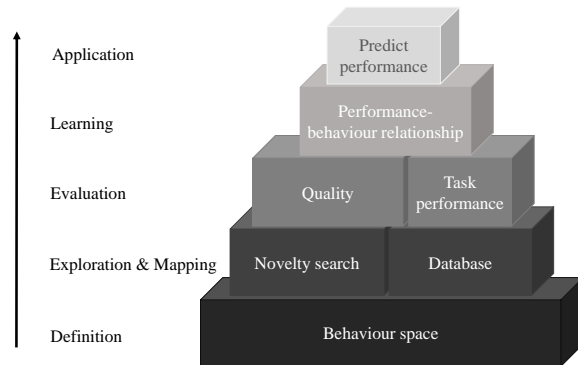 Application
Predict
performance
Learning
Performance-
behaviour relationship
Evaluation
Quality
Task
performance
Exploration & Mapping
Novelty search
Database
Definition
Behaviour space